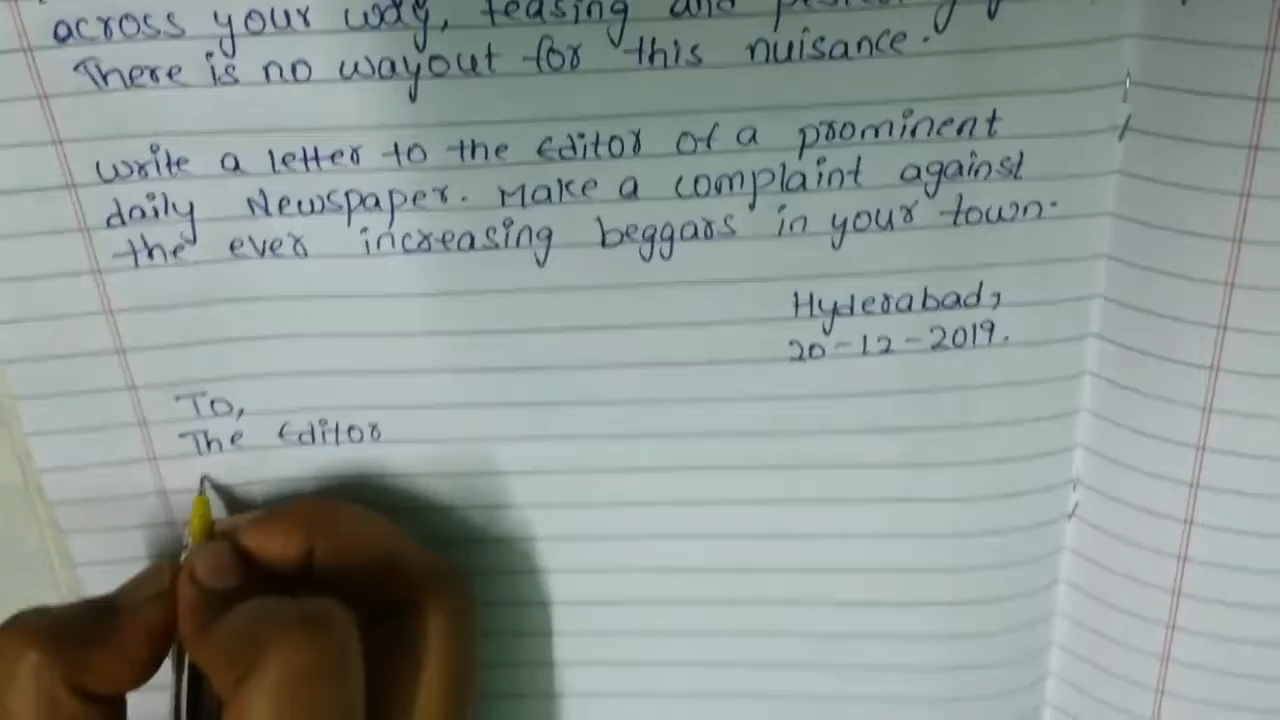 across your way, teasing and
There is no wayout for this nuisance.
write a letter to the Editor of a prominent
daily Newspaper. Make a complaint against
the ever increasing beggars in your town.
Hyderabad,
20-12-2019.
To,
The Editor